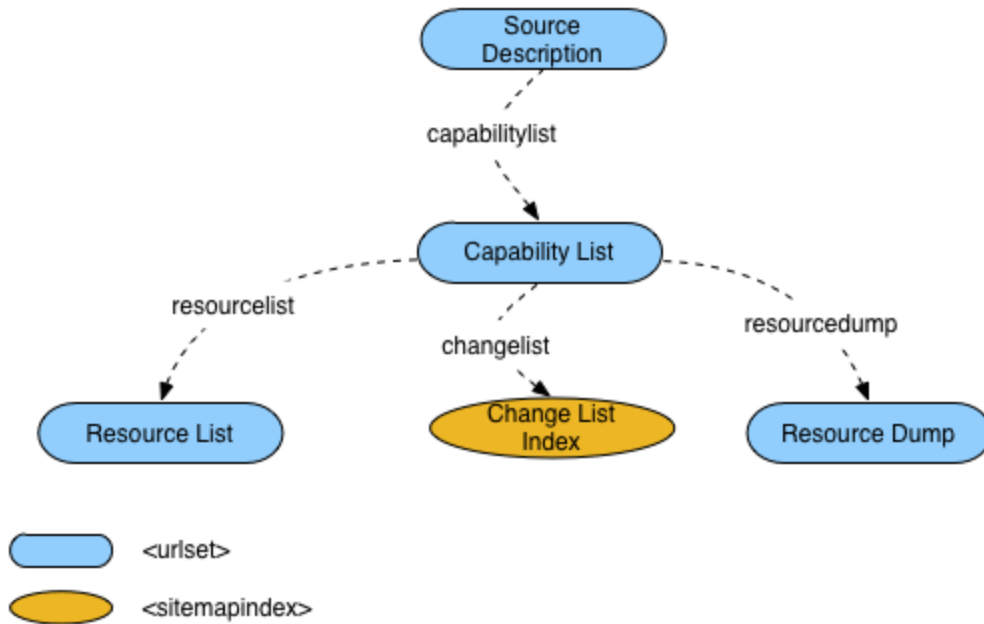 Source
Description
capabilitylist
Capability List
resourcelist
changelist
resourcedump
Resource List
Change List
Index
Resource Dump
<urlset>
<sitemapindex>